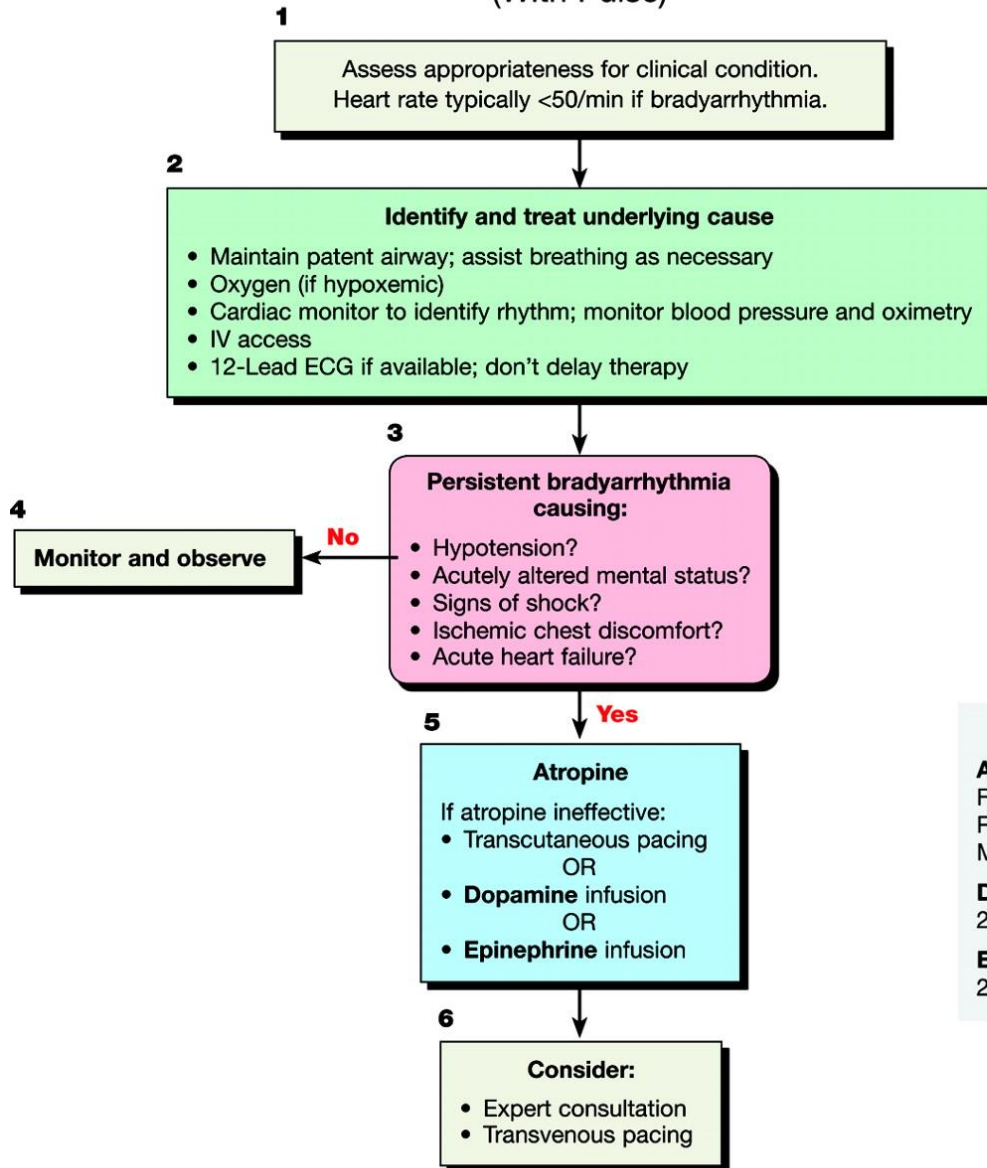 (With Pulse)
1
Assess appropriateness for clinical condition.
Heart rate typically <50/min if bradyarrhythmia.
2
Identify and treat underlying cause
• Maintain patent airway; assist breathing as necessary
• Oxygen (if hypoxemic)
• Cardiac monitor to identify rhythm; monitor blood pressure and oximetry
• IV access
• 12-Lead ECG if available; don't delay therapy
3
Persistent bradyarrhythmia
causing:
• Hypotension?
• Acutely altered mental status?
• Signs of shock?
• Ischemic chest discomfort?
• Acute heart failure?
No
4
Monitor and observe
Yes
5
Atropine
If atropine ineffective:
• Transcutaneous pacing
OR
• Dopamine infusion
OR
• Epinephrine infusion
6
Consider:
• Expert consultation
• Transvenous pacing
2
2